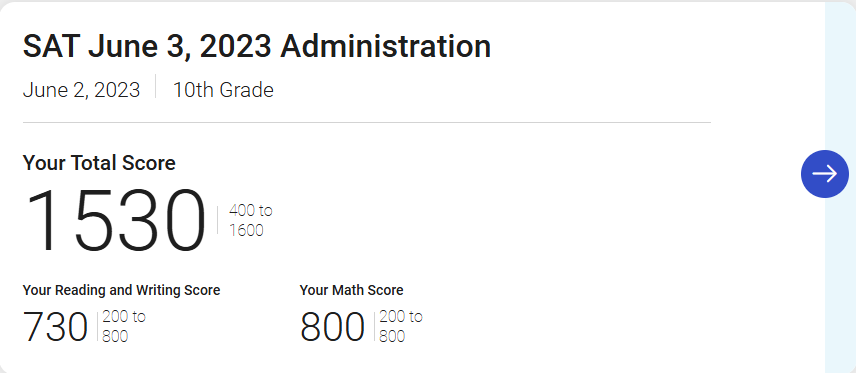 SAT June 3, 2023 Administration
June 2, 2023 10th Grade
Your Total Score
1530 400 to
1600
Your Reading and Writing Score
730 200 to
800
Your Math Score
800 200 to
800